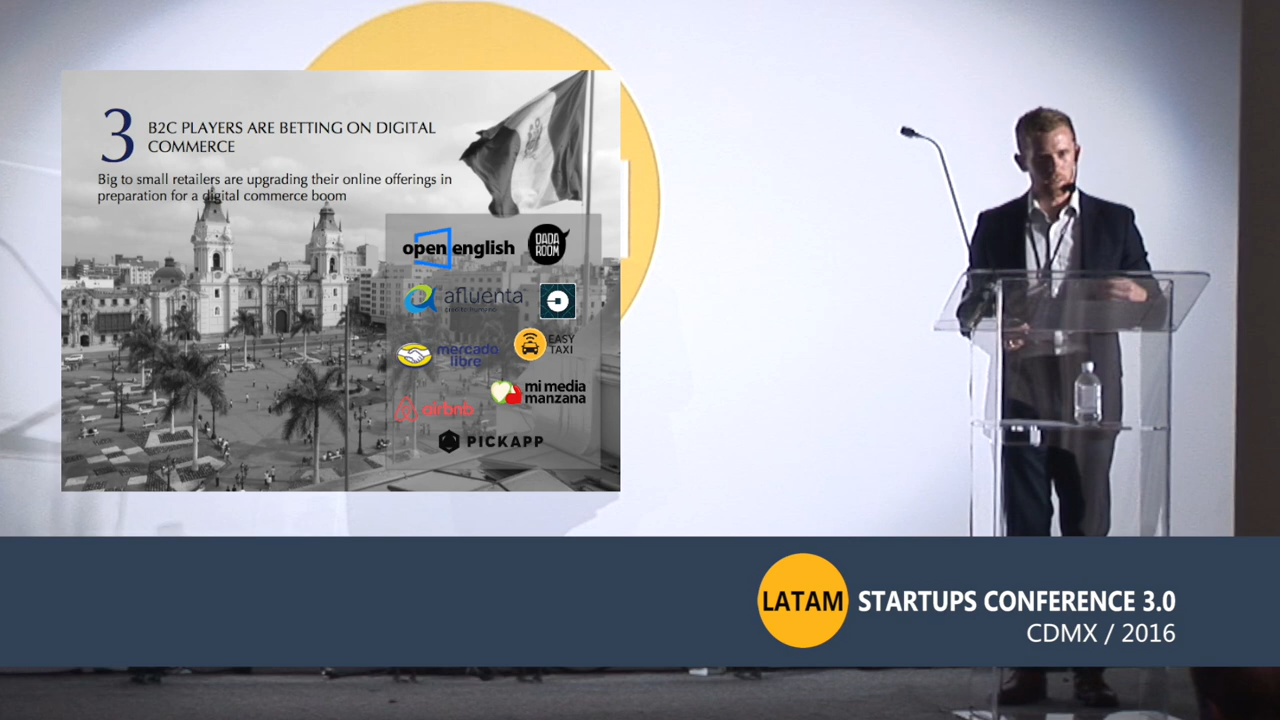 3
B2C PLAYERS ARE BETTING ON DIGITAL
COMMERCE
Big to small retailers are upgrading their online offerings in
preparation for a digital commerce boom
open english
DADA
ROOM
afluenta
EASY
TAXI
mercado
libre
mi media
manzana
airbnb
PICKAPP
LATAM STARTUPS CONFERENCE 3.0
CDMX / 2016